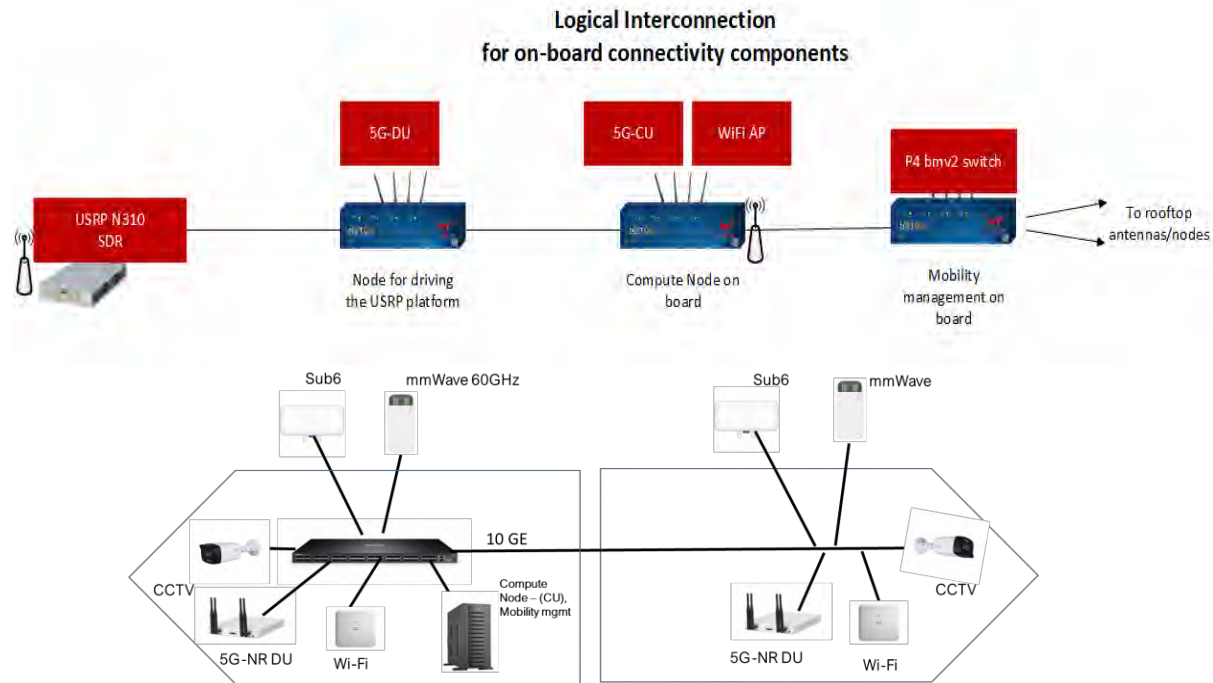 Logical Interconnection
for on-board connectivity components
5G-DU
5G-CU
WiFi AP
P4 bmv2 switch
USRP N310
SDR
To rooftop
antennas/nodes
Node for driving
the USRP platform
Compute Node on
board
Mobility
management on
board
Sub6
mmWave 60GHz
Sub6
mmWave
10 GE
CCTV
Compute
Node – (CU),
Mobility mgmt
CCTV
5G-NR DU
Wi-Fi
5G-NR DU
Wi-Fi